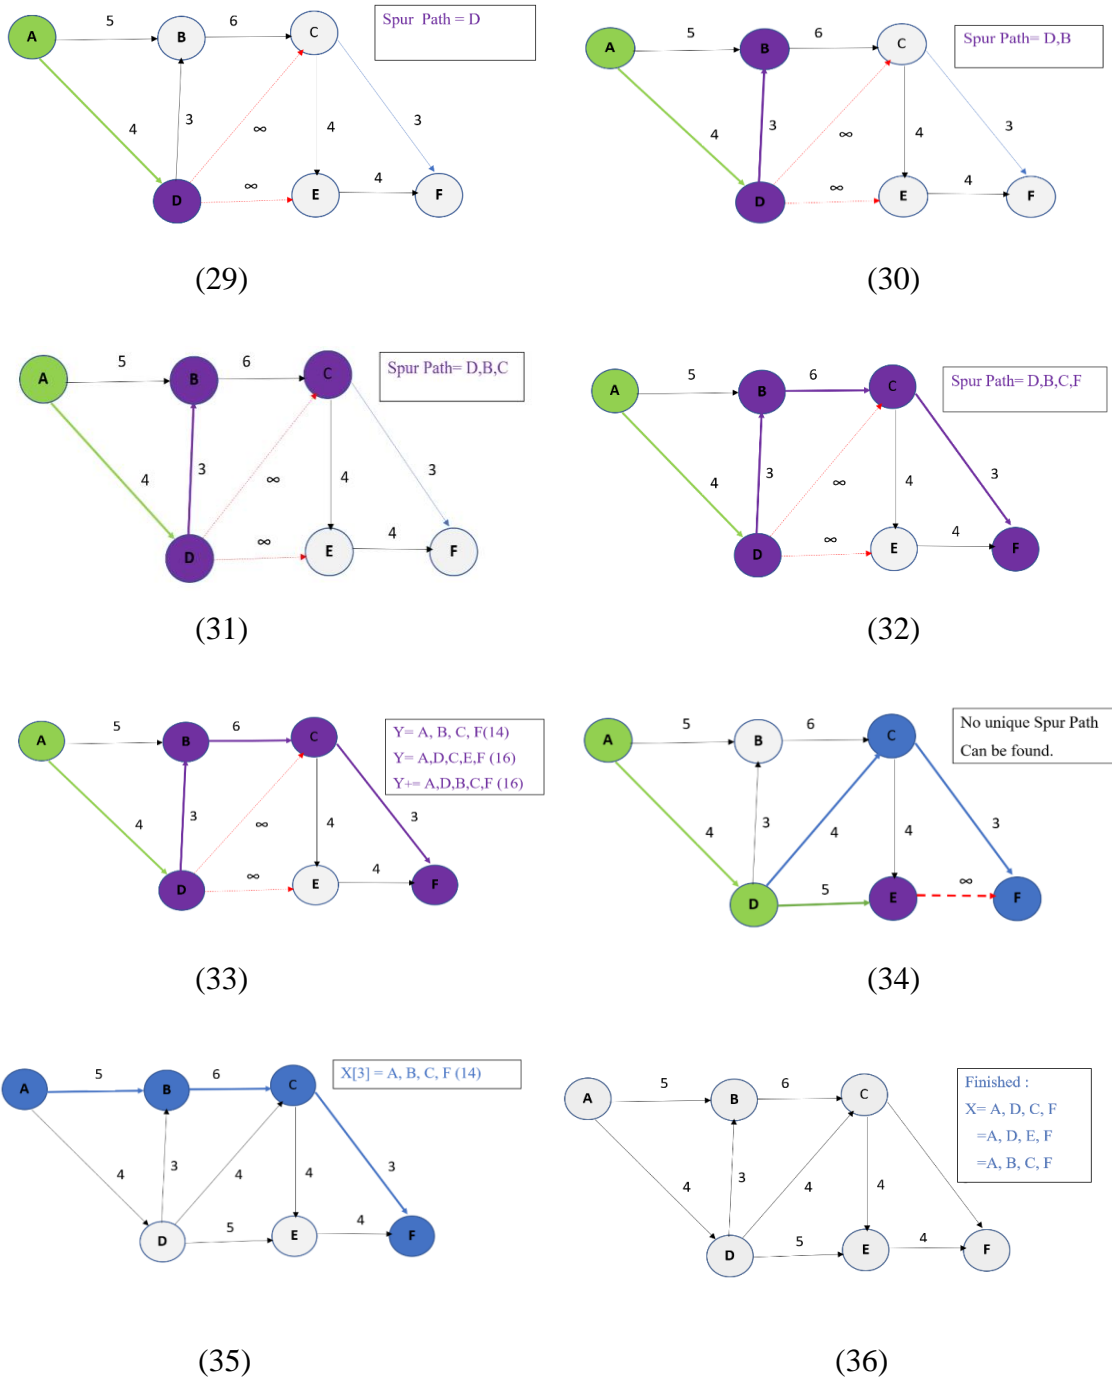 A 5 B 6 C
Spur Path = D
4 3 ∞ 4 3
D ∞ E 4 F
(29)
A 5 B 6 C
Spur Path= D,B
4 3 ∞ 4 3
D ∞ E 4 F
(30)
A 5 B 6 C
Spur Path= D,B,C
4 3 ∞ 4 3
D ∞ E 4 F
(31)
A 5 B 6 C
Spur Path= D,B,C,F
4 3 ∞ 4 3
D ∞ E 4 F
(32)
A 5 B 6 C
Y= A, B, C, F(14)
Y= A,D,C,E,F (16)
Y+= A,D,B,C,F (16)
4 3 ∞ 4 3
D ∞ E 4 F
(33)
A 5 B 6 C
No unique Spur Path
Can be found.
4 3 4 4 3
D 5 E ∞ F
(34)
A 5 B 6 C
X[3] = A, B, C, F (14)
4 3 4 4 3
D 5 E 4 F
(35)
A 5 B 6 C
Finished :
X= A, D, C, F
=A, D, E, F
=A, B, C, F
4 3 4 4
D 5 E 4 F
(36)